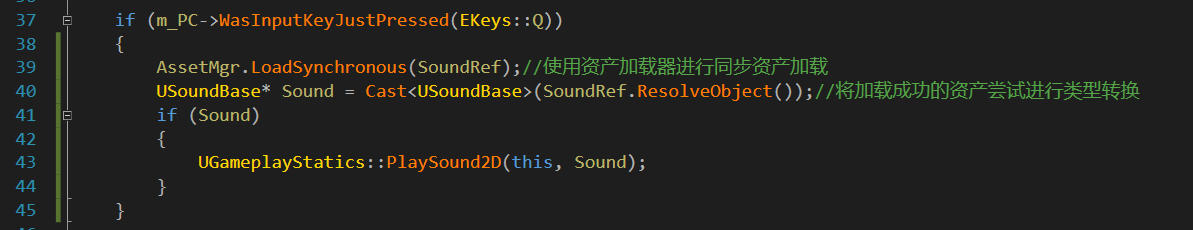 37 if (m_PC->WasInputKeyJustPressed(EKeys::Q))
38 {
39 AssetMgr.LoadSynchronous(SoundRef);//使用资产加载器进行同步资产加载
40 USoundBase* Sound = Cast<USoundBase>(SoundRef.ResolveObject());//将加载成功的资产尝试进行类型转换
41 if (Sound)
42 {
43 UGameplayStatics::PlaySound2D(this, Sound);
44 }
45 }